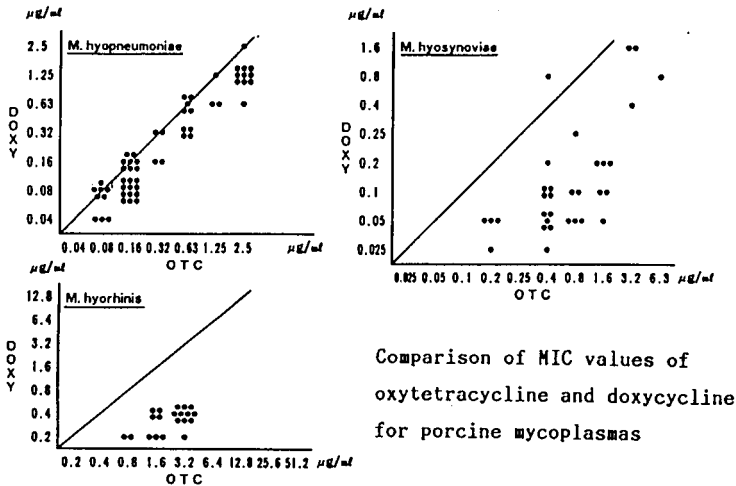 µg/ml
M. hyopneumoniae
2.5
1.25
0.63
0.32
0.16
0.08
0.04
DOXY
0.04 0.08 0.16 0.32 0.63 1.25 2.5 µg/ml
OTC
µg/ml
M. hyosynoviae
1.6
0.8
0.4
0.25
0.2
0.1
0.05
0.025
DOXY
0.025 0.05 0.1 0.2 0.25 0.4 0.8 1.6 3.2 6.3 µg/ml
OTC
µg/ml
M. hyorhinis
12.8
6.4
3.2
1.6
0.8
0.4
0.2
DOXY
0.2 0.4 0.8 1.6 3.2 6.4 12.8 25.6 51.2 µg/ml
OTC
Comparison of MIC values of
oxytetracycline and doxycycline
for porcine mycoplasmas